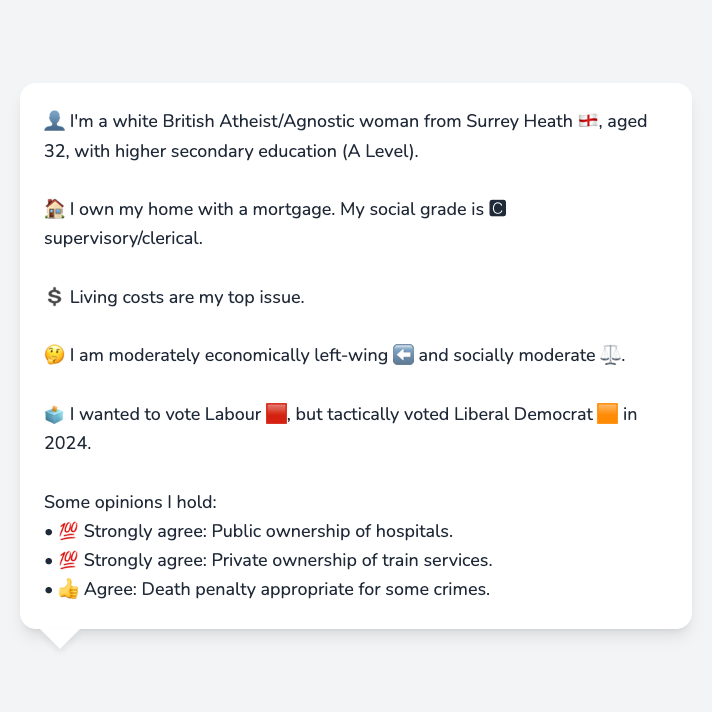 👤 I'm a white British Atheist/Agnostic woman from Surrey Heath 🏴󠁧󠁢󠁥󠁮󠁧󠁿, aged
32, with higher secondary education (A Level).
🏠 I own my home with a mortgage. My social grade is 🅲
supervisory/clerical.
💲 Living costs are my top issue.
🤔 I am moderately economically left-wing ⬅️ and socially moderate ⚖️.
🗳️ I wanted to vote Labour 🟥, but tactically voted Liberal Democrat 🟧 in
2024.
Some opinions I hold:
• 💯 Strongly agree: Public ownership of hospitals.
• 💯 Strongly agree: Private ownership of train services.
• 👍 Agree: Death penalty appropriate for some crimes.